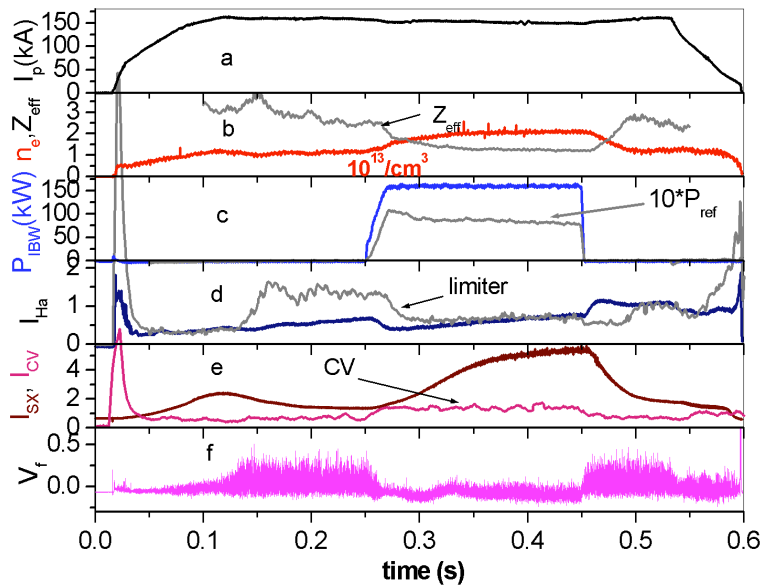 I_p(kA)
150
100
50
0
a
n_e, Z_eff
3
2
1
0
b
Z_eff
10^13/cm^3
P_IBW(kW)
150
100
50
0
c
10*P_ref
I_Ha
2
1
0
d
limiter
I_SX, I_CV
4
2
0
e
CV
V_f
0.5
0.0
f
0.0 0.1 0.2 0.3 0.4 0.5 0.6
time (s)